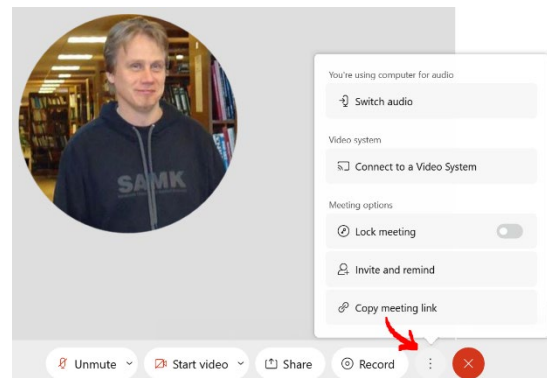 You're using computer for audio
Switch audio
Video system
Connect to a Video System
Meeting options
Lock meeting
Invite and remind
Copy meeting link
SAMK
Unmute
Start video
Share
Record